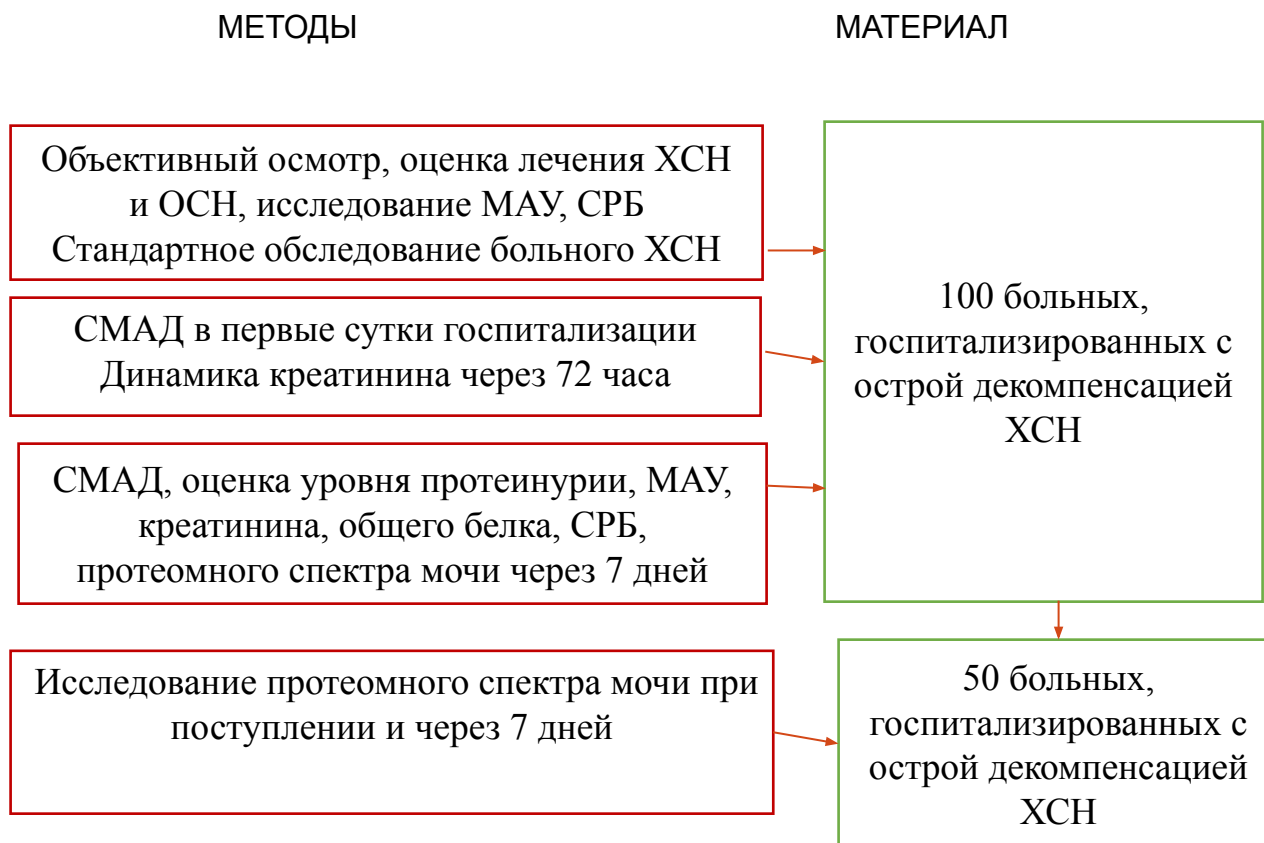 МЕТОДЫ
МАТЕРИАЛ
Объективный осмотр, оценка лечения ХСН
и ОСН, исследование МАУ, СРБ
Стандартное обследование больного ХСН
СМАД в первые сутки госпитализации
Динамика креатинина через 72 часа
СМАД, оценка уровня протеинурии, МАУ,
креатинина, общего белка, СРБ,
протеомного спектра мочи через 7 дней
Исследование протеомного спектра мочи при
поступлении и через 7 дней
100 больных,
госпитализированных с
острой декомпенсацией
ХСН
50 больных,
госпитализированных с
острой декомпенсацией
ХСН